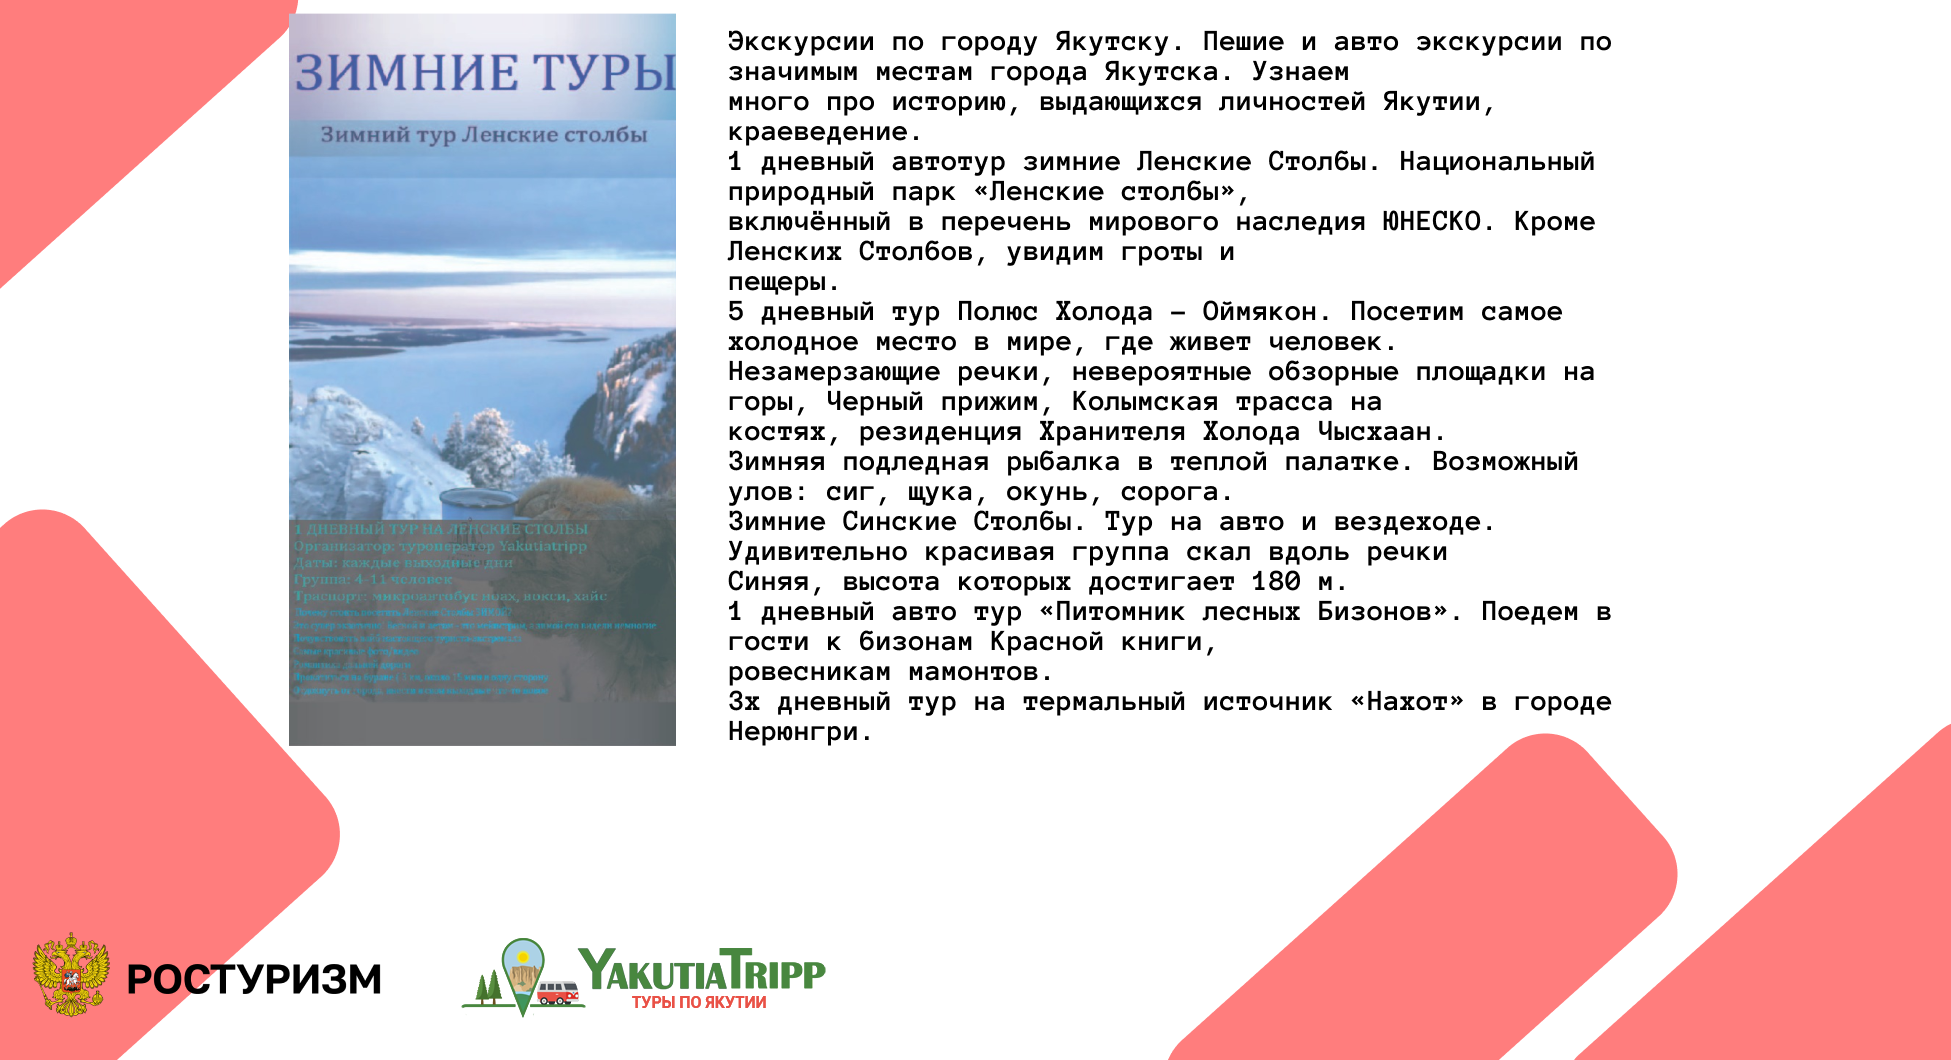 ЗИМНИЕ ТУРЫ
Зимний тур Ленские столбы
1 ДНЕВНЫЙ ТУР НА ЛЕНСКИЕ СТОЛБЫ
Организатор: туроператор Yakutiatripp
Даты: каждые выходные дни
Группа: 4-11 человек
Траспорт: микроавтобус ноах, вокси, хайс
Самые красивые фото/видео
Экскурсии по городу Якутску. Пешие и авто экскурсии по
значимым местам города Якутска. Узнаем
много про историю, выдающихся личностей Якутии,
краеведение.
1 дневный автотур зимние Ленские Столбы. Национальный
природный парк «Ленские столбы»,
включённый в перечень мирового наследия ЮНЕСКО. Кроме
Ленских Столбов, увидим гроты и
пещеры.
5 дневный тур Полюс Холода – Оймякон. Посетим самое
холодное место в мире, где живет человек.
Незамерзающие речки, невероятные обзорные площадки на
горы, Черный прижим, Колымская трасса на
костях, резиденция Хранителя Холода Чысхаан.
Зимняя подледная рыбалка в теплой палатке. Возможный
улов: сиг, щука, окунь, сорога.
Зимние Синские Столбы. Тур на авто и вездеходе.
Удивительно красивая группа скал вдоль речки
Синяя, высота которых достигает 180 м.
1 дневный авто тур «Питомник лесных Бизонов». Поедем в
гости к бизонам Красной книги,
ровесникам мамонтов.
3х дневный тур на термальный источник «Нахот» в городе
Нерюнгри.
РОСТУРИЗМ
YAKUTIATRIPP
ТУРЫ ПО ЯКУТИИ